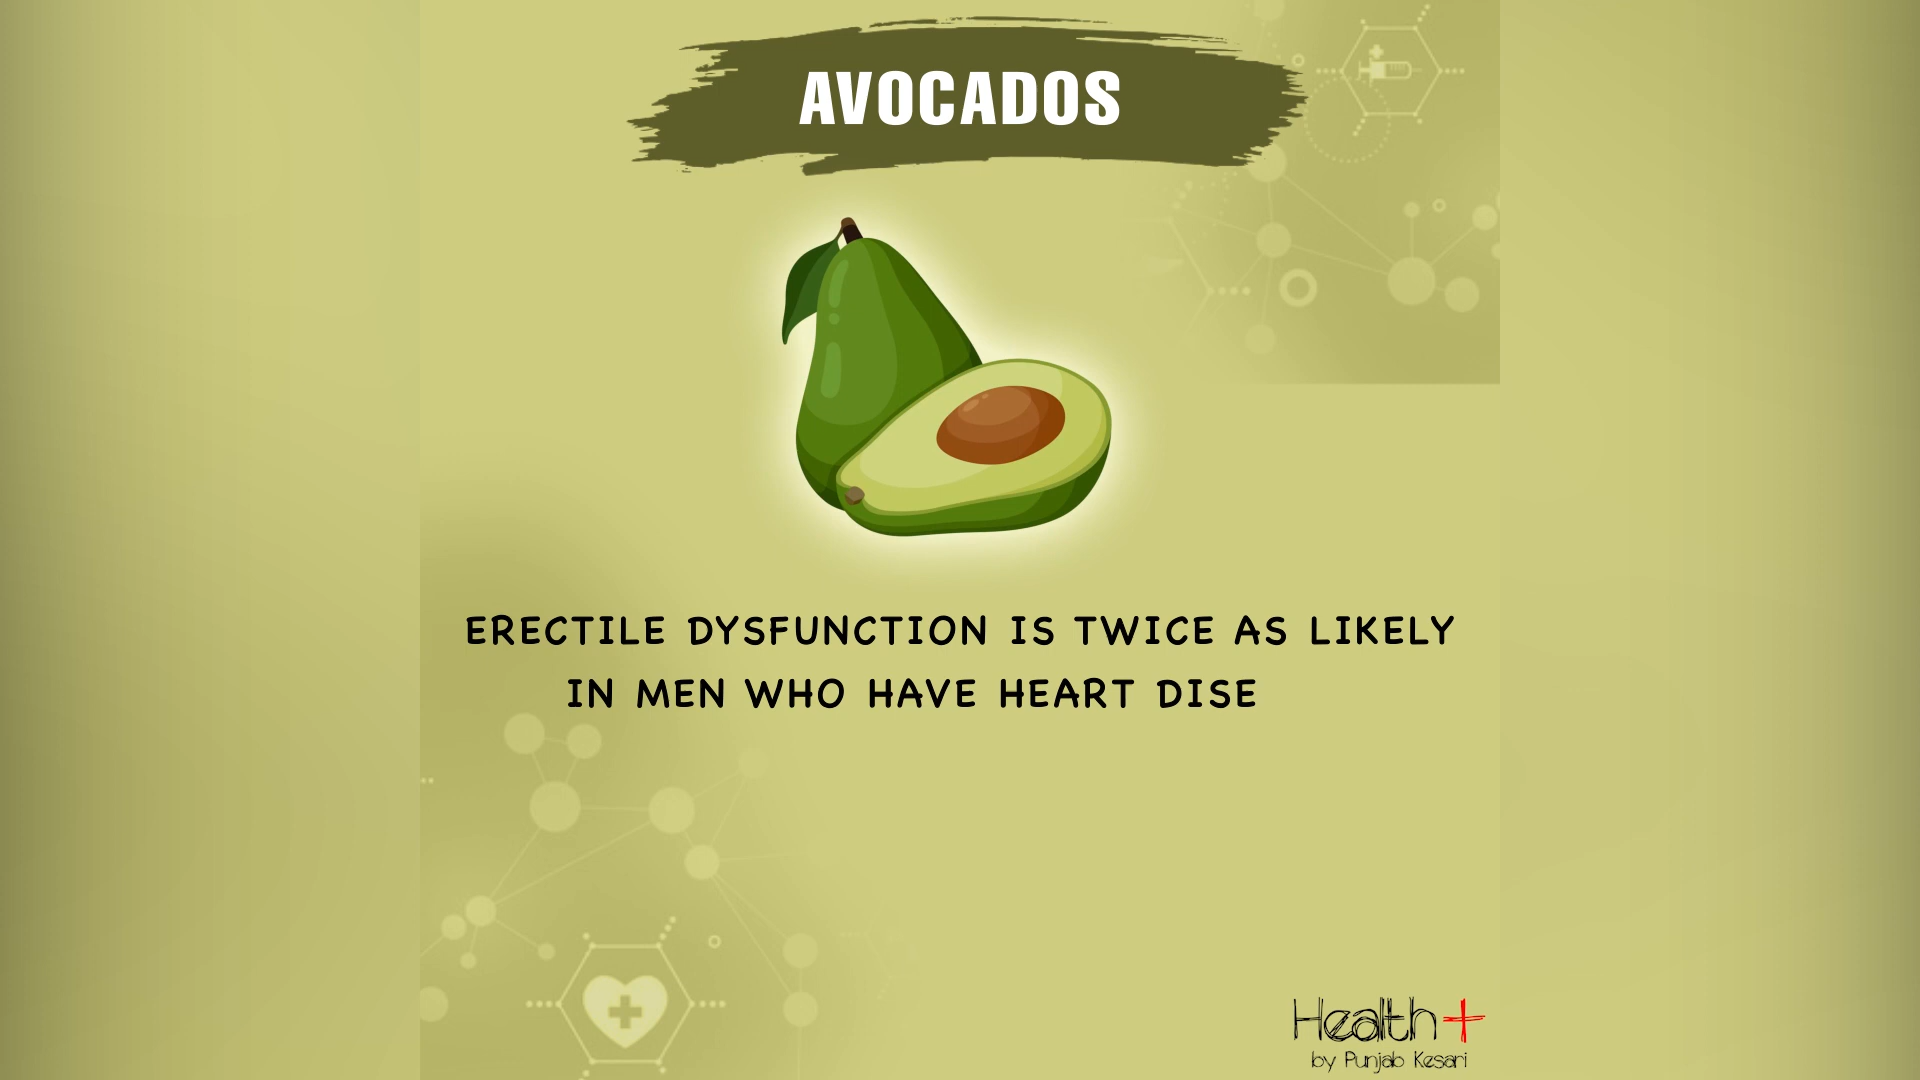 AVOCADOS
ERECTILE DYSFUNCTION IS TWICE AS LIKELY
IN MEN WHO HAVE HEART DISE
Health+
by Punjab Kesari